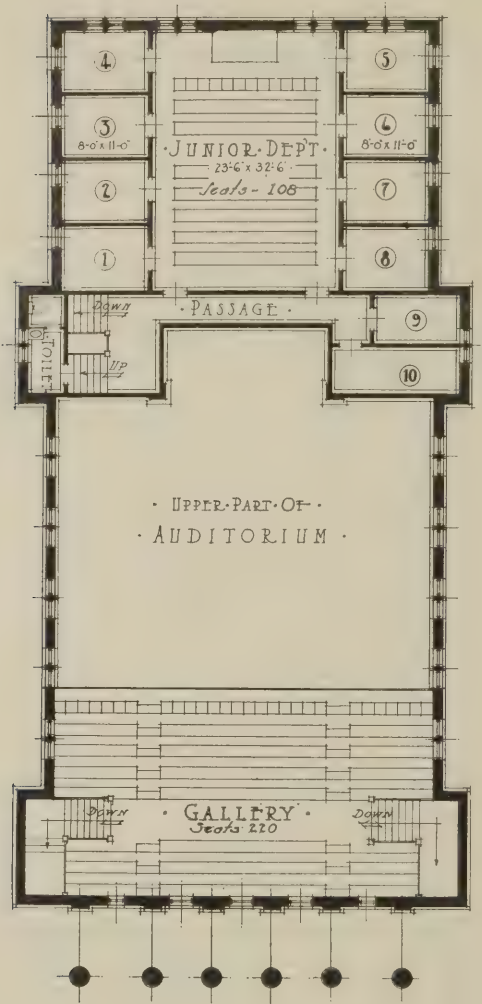 4
5
3
8'-0" x 11'-0"
· JUNIOR · DEP'T ·
23'-6" x 32'-6"
Seats - 108
6
8'-0" x 11'-0"
2
7
1
8
DOWN
· PASSAGE ·
9
TOILET
UP
10
· UPPER · PART · OF ·
· AUDITORIUM ·
DOWN
· GALLERY ·
Seats 220
DOWN